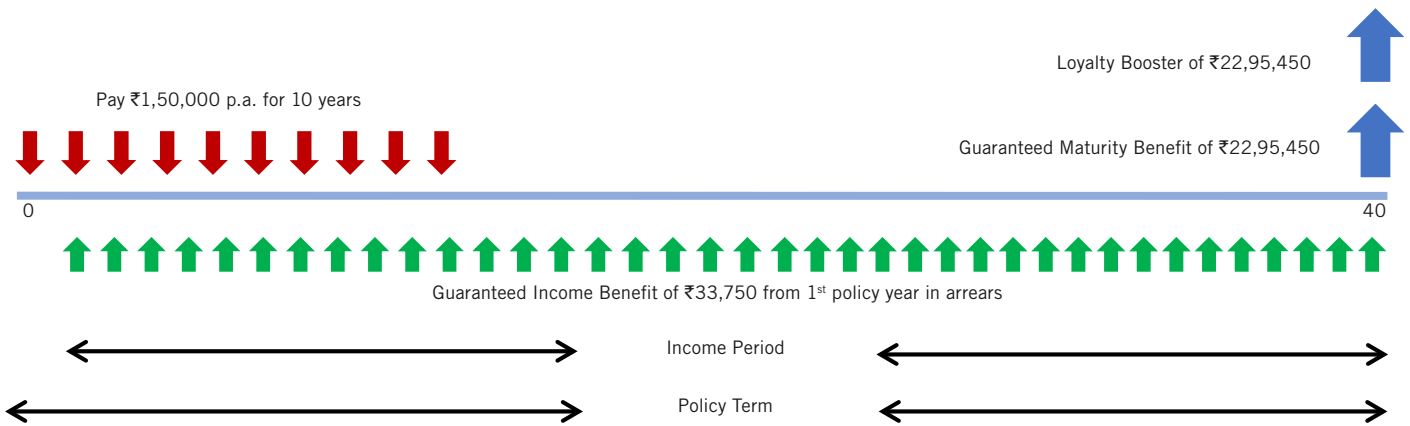 Loyalty Booster of ₹22,95,450
Pay ₹1,50,000 p.a. for 10 years
Guaranteed Maturity Benefit of ₹22,95,450
0
40
Guaranteed Income Benefit of ₹33,750 from 1st policy year in arrears
Income Period
Policy Term